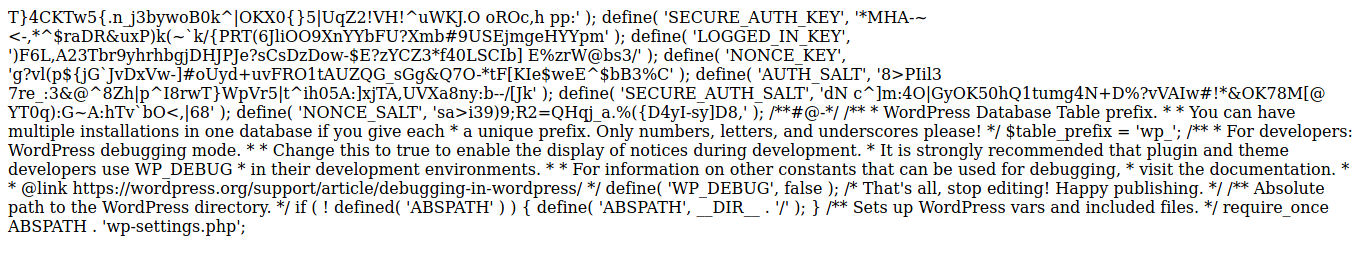 T}4CKTw5{.n_j3bywoB0k^|OKX0{}5|UqZ2!VH!^uWKJ.O oROc,h pp:' ); define( 'SECURE_AUTH_KEY', '*MHA-~
<-,*^$raDR&uxP)k(~`k/{PRT(6JliOO9XnYYbFU?Xmb#9USEjmgeHYYpm' ); define( 'LOGGED_IN_KEY',
')F6L,A23Tbr9yhrhbgjDHJPJe?sCsDzDow-$E?zYCZ3*f40LSCIb] E%zrW@bs3/' ); define( 'NONCE_KEY',
'g?vl(p${jG`JvDxVw-]#oUyd+uvFRO1tAUZQG_sGg&Q7O-*tF[KIe$weE^$bB3%C' ); define( 'AUTH_SALT', '8>PIil3
7re_:3&@^8Zh|p^I8rwT}WpVr5|t^ih05A:]xjTA,UVXa8ny:b--/[Jk' ); define( 'SECURE_AUTH_SALT', 'dN c^]m:4O|GyOK50hQ1tumg4N+D%?vVAIw#!*&OK78M[@
YT0q):G~A:hTv`bO<,|68' ); define( 'NONCE_SALT', 'sa>i39)9;R2=QHqj_a.%({D4yI-sy]D8,' ); /**#@-*/ /** * WordPress Database Table prefix. * * You can have
multiple installations in one database if you give each * a unique prefix. Only numbers, letters, and underscores please! */ $table_prefix = 'wp_'; /** * For developers:
WordPress debugging mode. * * Change this to true to enable the display of notices during development. * It is strongly recommended that plugin and theme
developers use WP_DEBUG * in their development environments. * * For information on other constants that can be used for debugging, * visit the documentation. *
* @link https://wordpress.org/support/article/debugging-in-wordpress/ */ define( 'WP_DEBUG', false ); /* That's all, stop editing! Happy publishing. */ /** Absolute
path to the WordPress directory. */ if ( ! defined( 'ABSPATH' ) ) { define( 'ABSPATH', __DIR__ . '/' ); } /** Sets up WordPress vars and included files. */ require_once
ABSPATH . 'wp-settings.php';